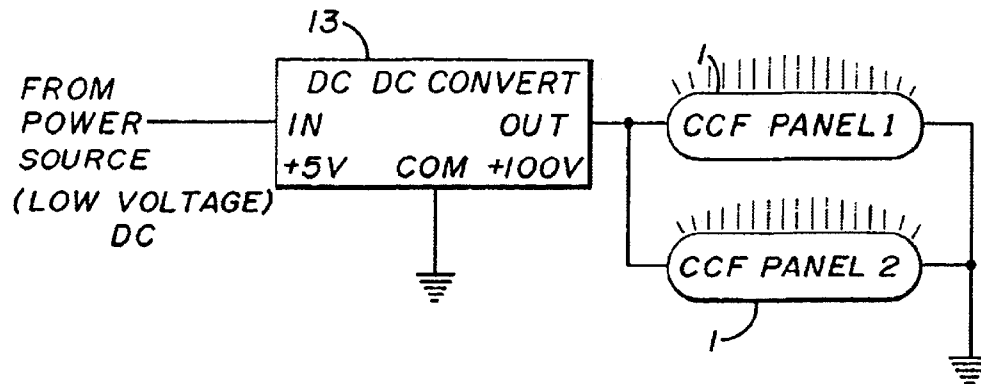 13
FROM
POWER
SOURCE
(LOW VOLTAGE)
DC
DC DC CONVERT
IN OUT
+5V COM +100V
1
CCF PANEL 1
CCF PANEL 2
1